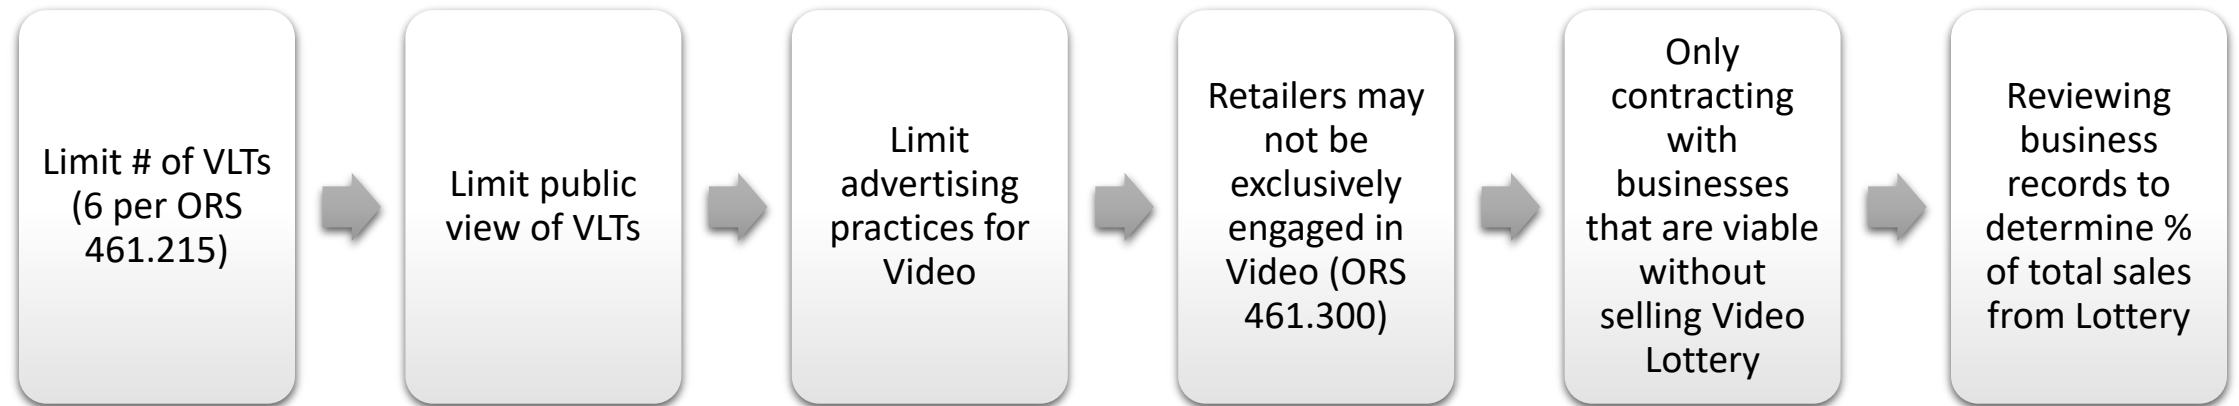 Limit # of VLTs
(6 per ORS
461.215)
Limit public
view of VLTs
Limit
advertising
practices for
Video
Retailers may
not be
exclusively
engaged in
Video (ORS
461.300)
Only
contracting
with
businesses
that are viable
without
selling Video
Lottery
Reviewing
business
records to
determine %
of total sales
from Lottery